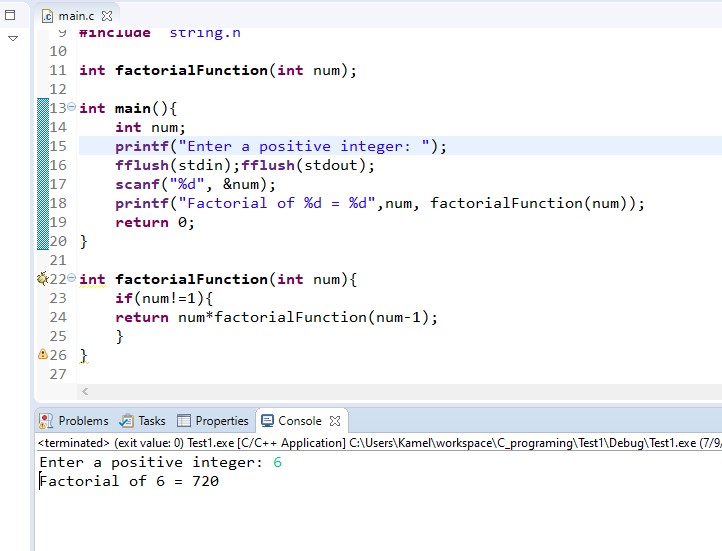 main.c
9 #include "string.h"
10
11 int factorialFunction(int num);
12
13 int main(){
14 int num;
15 printf("Enter a positive integer: ");
16 fflush(stdin);fflush(stdout);
17 scanf("%d", &num);
18 printf("Factorial of %d = %d",num, factorialFunction(num));
19 return 0;
20 }
21
22 int factorialFunction(int num){
23 if(num!=1){
24 return num*factorialFunction(num-1);
25 }
26 }
27
Problems Tasks Properties Console
<terminated> (exit value: 0) Test1.exe [C/C++ Application] C:\Users\Kamel\workspace\C_programing\Test1\Debug\Test1.exe (7/9/
Enter a positive integer: 6
Factorial of 6 = 720